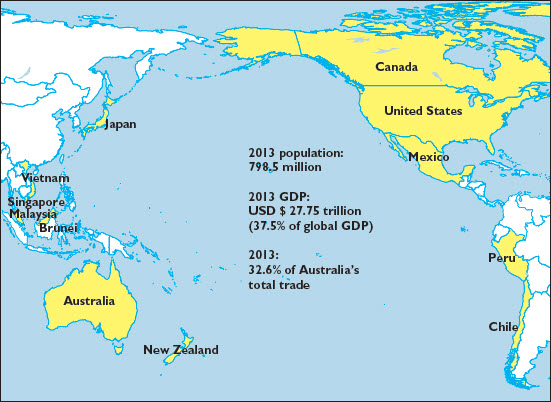 Canada
United States
Japan
Mexico
2013 population:
798.5 million
Vietnam
2013 GDP:
USD $ 27.75 trillion
(37.5% of global GDP)
Singapore
Malaysia
Brunei
2013:
32.6% of Australia's
total trade
Peru
Australia
Chile
New Zealand